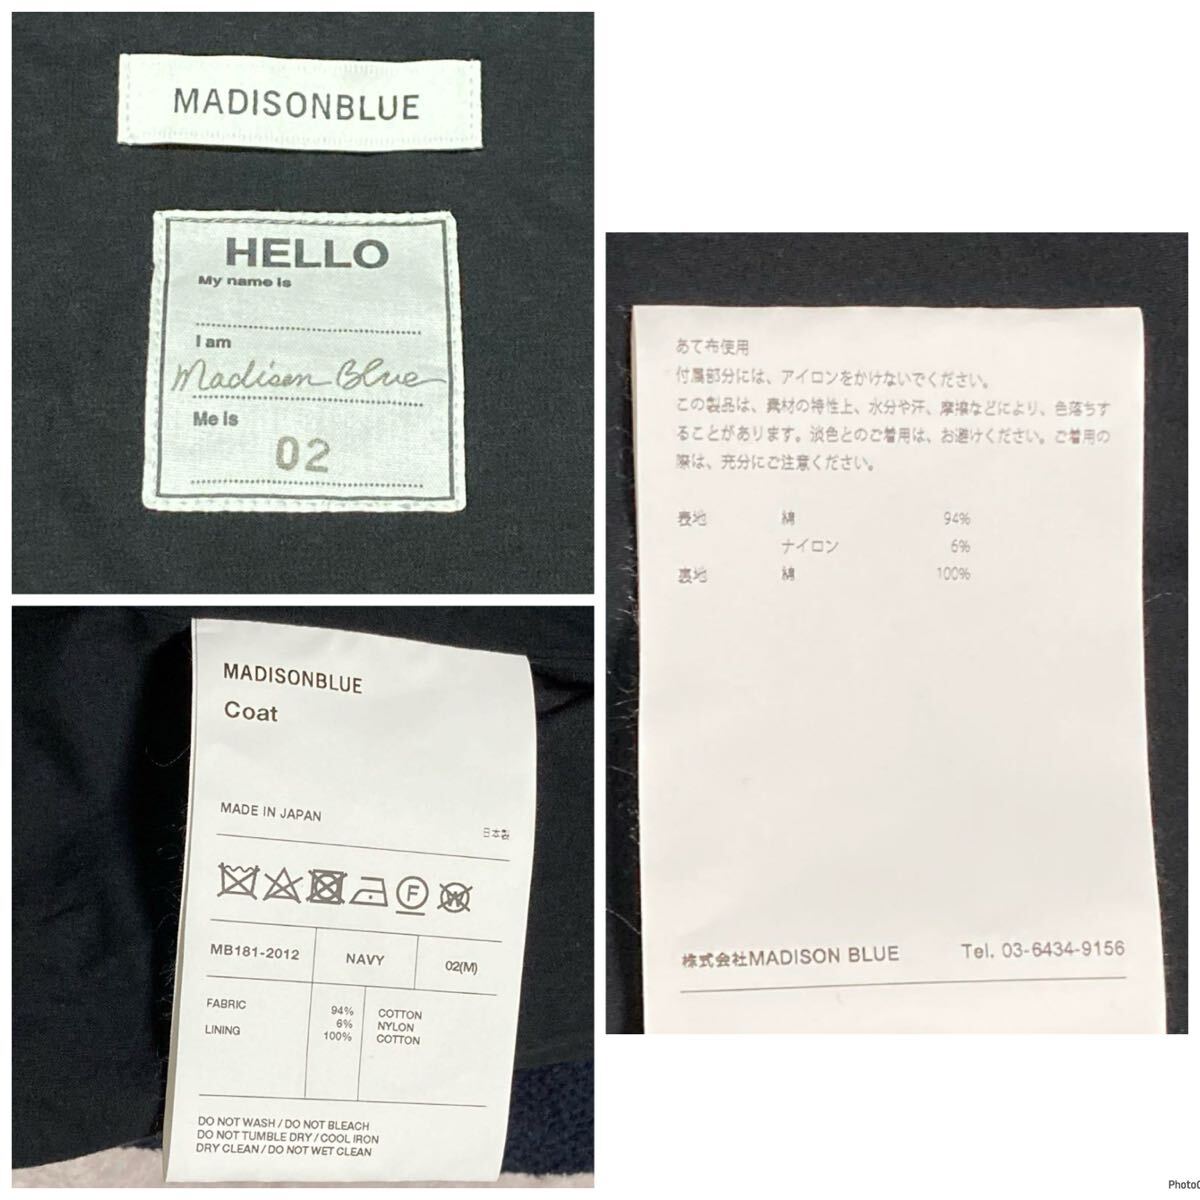 MADISONBLUE
HELLO
My name is
I am
Madison Blue
Me is
02
MADISONBLUE
Coat
MADE IN JAPAN
日本製
F
W
MB181-2012 NAVY 02(M)
FABRIC 94% COTTON
6% NYLON
LINING 100% COTTON
DO NOT WASH / DO NOT BLEACH
DO NOT TUMBLE DRY / COOL IRON
DRY CLEAN / DO NOT WET CLEAN
あて布使用
付属部分には、アイロンをかけないでください。
この製品は、素材の特性上、水分や汗、摩擦などにより、色落ちす
ることがあります。淡色とのご着用は、お避けください。ご着用の
際は、充分にご注意ください。
表地 綿 94%
ナイロン 6%
裏地 綿 100%
株式会社MADISON BLUE Tel. 03-6434-9156